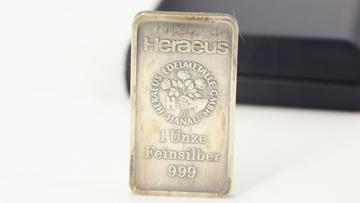 Heraeus
HERAEUS EDELMETALLE GMBH
HANAU
1 Unze
Feinsilber
999